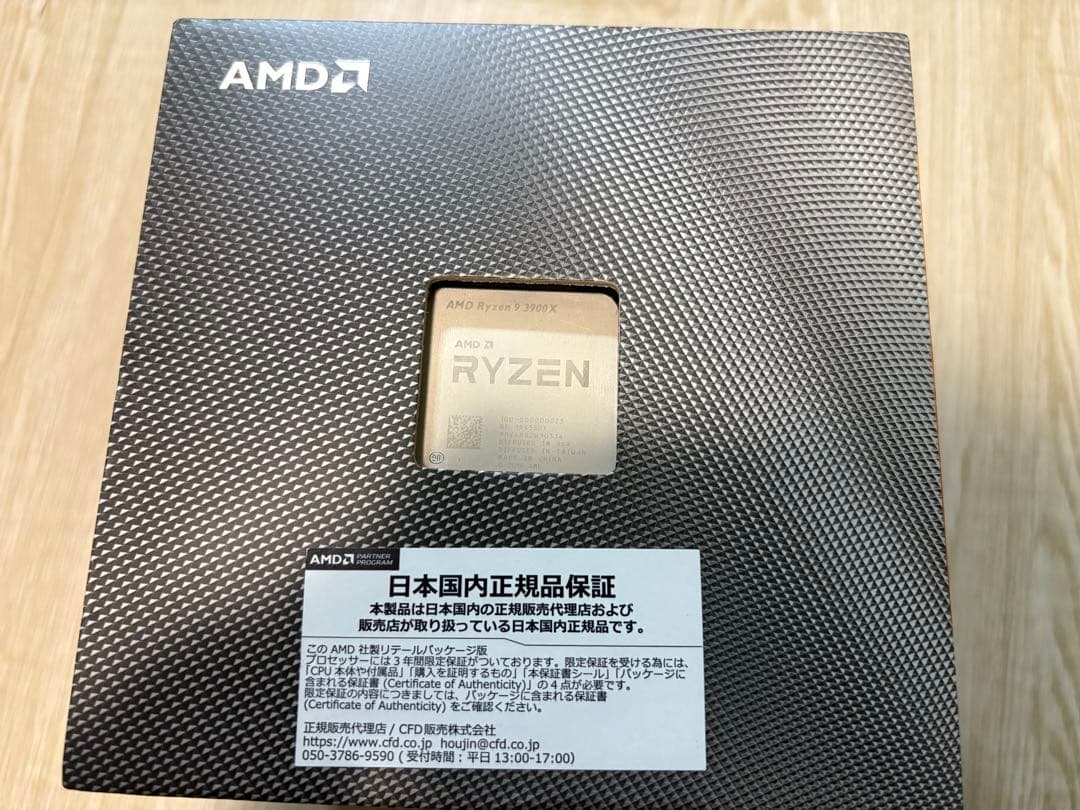 AMD
AMD Ryzen 9 3900X
AMD
RYZEN
100-000000023
DIFFUSED IN USA
DIFFUSED IN TAIWAN
MADE IN CHINA
AMD PARTNER PROGRAM
日本国内正規品保証
本製品は日本国内の正規販売代理店および
販売店が取り扱っている日本国内正規品です。
この AMD 社製リテールパッケージ版
プロセッサーには3年間限定保証がついております。限定保証を受ける為には、
「CPU 本体や付属品」「購入を証明するもの」「本保証書シール」「パッケージに
含まれる保証書 (Certificate of Authenticity)」の4点が必要です。
限定保証の内容につきましては、パッケージに含まれる保証書
(Certificate of Authenticity) をご確認ください。
正規販売代理店 / CFD販売株式会社
https://www.cfd.co.jp houjin@cfd.co.jp
050-3786-9590 ( 受付時間：平日 13:00-17:00)